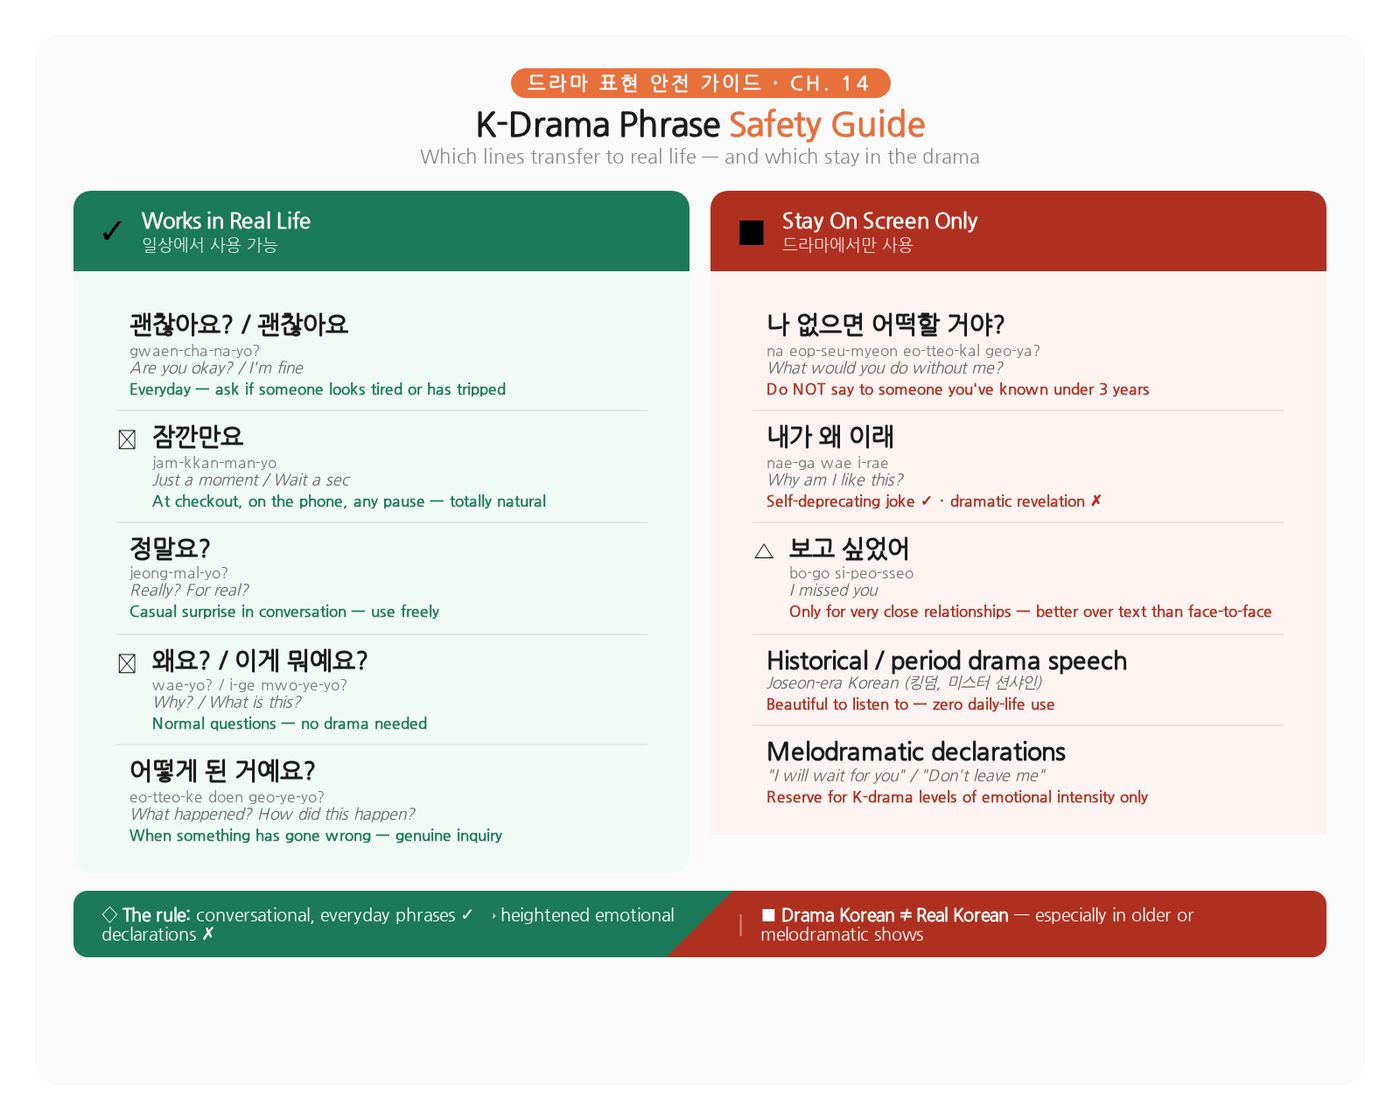 드라마 표현 안전 가이드 · CH. 14
K-Drama Phrase Safety Guide
Which lines transfer to real life — and which stay in the drama
✓ Works in Real Life
일상에서 사용 가능
괜찮아요? / 괜찮아요
gwaen-cha-na-yo?
Are you okay? / I'm fine
Everyday — ask if someone looks tired or has tripped
잠깐만요
jam-kkan-man-yo
Just a moment / Wait a sec
At checkout, on the phone, any pause — totally natural
정말요?
jeong-mal-yo?
Really? For real?
Casual surprise in conversation — use freely
왜요? / 이게 뭐예요?
wae-yo? / i-ge mwo-ye-yo?
Why? / What is this?
Normal questions — no drama needed
어떻게 된 거예요?
eo-tteo-ke doen geo-ye-yo?
What happened? How did this happen?
When something has gone wrong — genuine inquiry
■ Stay On Screen Only
드라마에서만 사용
나 없으면 어떡할 거야?
na eop-seu-myeon eo-tteo-kal geo-ya?
What would you do without me?
Do NOT say to someone you've known under 3 years
내가 왜 이래
nae-ga wae i-rae
Why am I like this?
Self-deprecating joke ✓ · dramatic revelation ✗
△ 보고 싶었어
bo-go si-peo-sseo
I missed you
Only for very close relationships — better over text than face-to-face
Historical / period drama speech
Joseon-era Korean (킹덤, 미스터 션샤인)
Beautiful to listen to — zero daily-life use
Melodramatic declarations
"I will wait for you" / "Don't leave me"
Reserve for K-drama levels of emotional intensity only
◇ The rule: conversational, everyday phrases ✓ › heightened emotional
declarations ✗
■ Drama Korean ≠ Real Korean — especially in older or
melodramatic shows